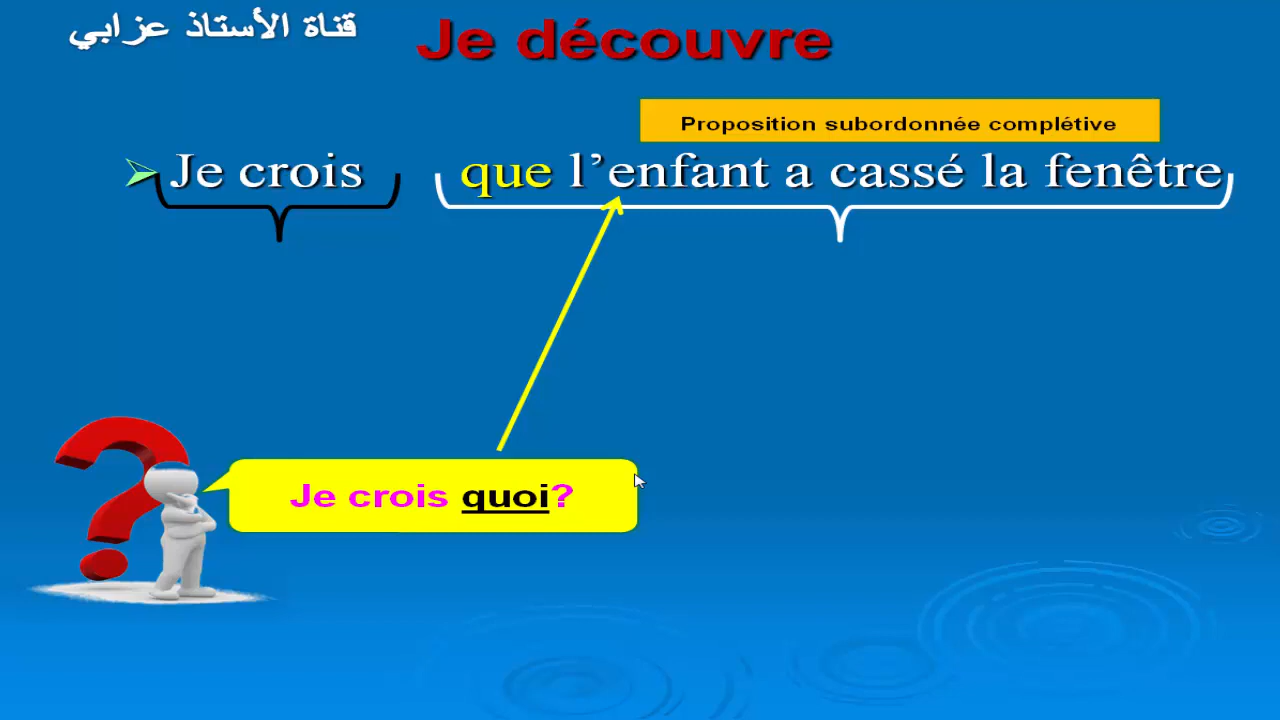 قناة الأستاذ عزابي
Je découvre
Proposition subordonnée complétive
Je crois que l’enfant a cassé la fenêtre
Je crois quoi?